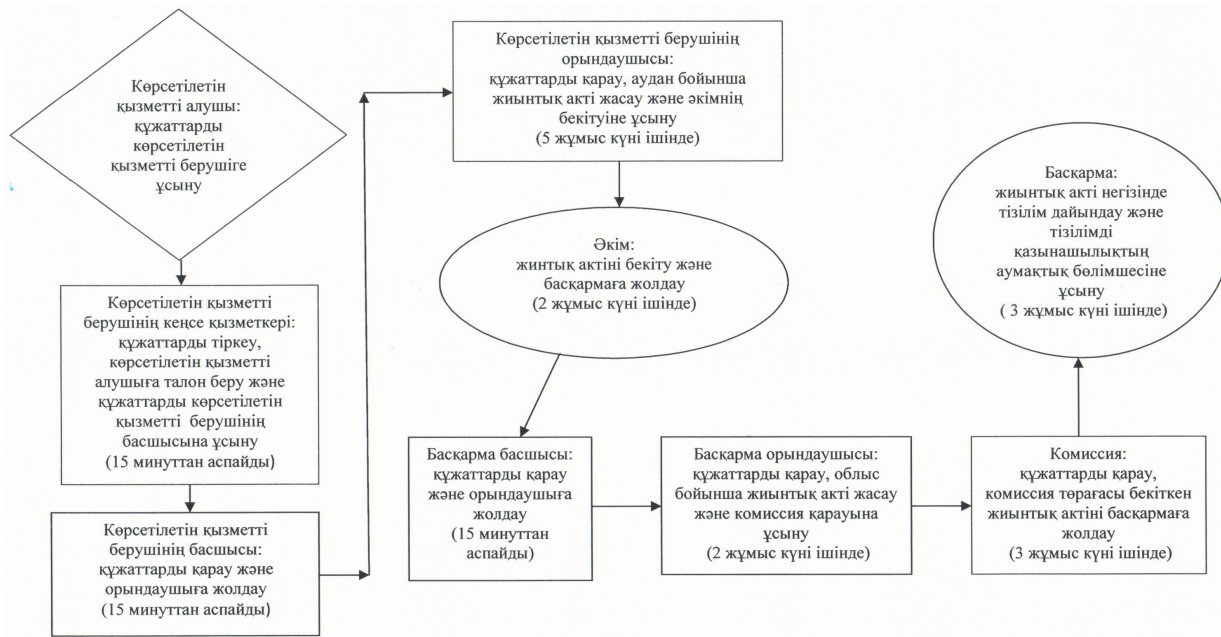 Көрсетілетін
қызметті алушы:
құжаттарды
көрсетілетін
қызметті берушіге
ұсыну
Көрсетілетін қызметті
берушінің кеңсе қызметкері:
құжаттарды тіркеу,
көрсетілетін қызметті
алушыға талон беру және
құжаттарды көрсетілетін
қызметті берушінің
басшысына ұсыну
(15 минуттан аспайды)
Көрсетілетін қызметті
берушінің басшысы:
құжаттарды қарау және
орындаушыға жолдау
(15 минуттан аспайды)
Көрсетілетін қызметті берушінің
орындаушысы:
құжаттарды қарау, аудан бойынша
жиынтық акті жасау және әкімнің
бекітуіне ұсыну
(5 жұмыс күні ішінде)
Әкім:
жинтық актіні бекіту және
басқармаға жолдау
(2 жұмыс күні ішінде)
Басқарма басшысы:
құжаттарды қарау
және орындаушыға
жолдау
(15 минуттан
аспайды)
Басқарма орындаушысы:
құжаттарды қарау, облыс
бойынша жиынтық акті жасау
және комиссия қарауына
ұсыну
(2 жұмыс күні ішінде)
Комиссия:
құжаттарды қарау,
комиссия төрағасы бекіткен
жиынтық актіні басқармаға
жолдау
(3 жұмыс күні ішінде)
Басқарма:
жиынтық акті негізінде
тізілім дайындау және
тізілімді
қазынашылықтың
аумақтық бөлімшесіне
ұсыну
( 3 жұмыс күні ішінде)